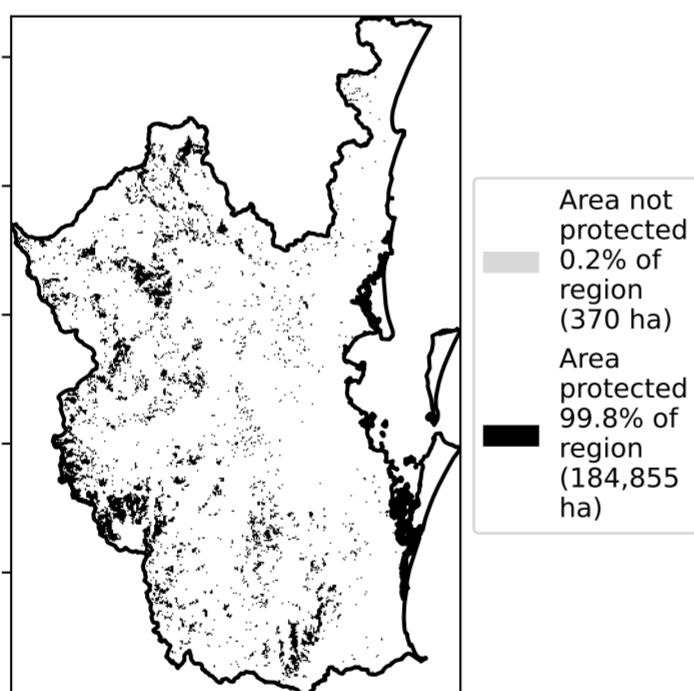 Area not
protected
0.2% of
region
(370 ha)
Area
protected
99.8% of
region
(184,855
ha)